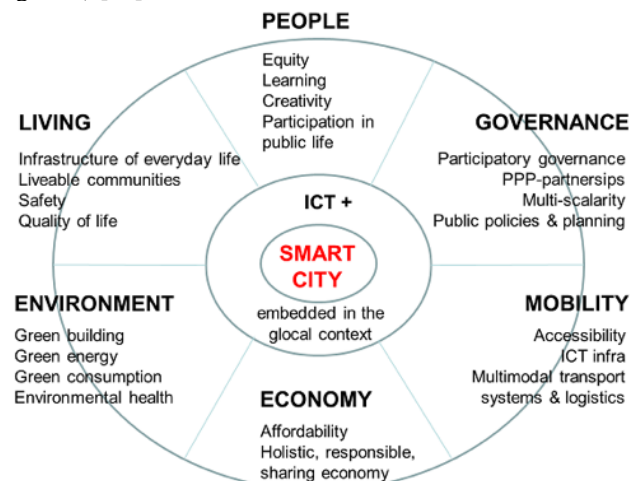 PEOPLE
Equity
Learning
Creativity
Participation in
public life
LIVING
Infrastructure of everyday life
Liveable communities
Safety
Quality of life
GOVERNANCE
Participatory governance
PPP-partnersips
Multi-scalarity
Public policies & planning
ICT +
SMART
CITY
embedded in the
glocal context
ENVIRONMENT
Green building
Green energy
Green consumption
Environmental health
MOBILITY
Accessibility
ICT infra
Multimodal transport
systems & logistics
ECONOMY
Affordability
Holistic, responsible,
sharing economy